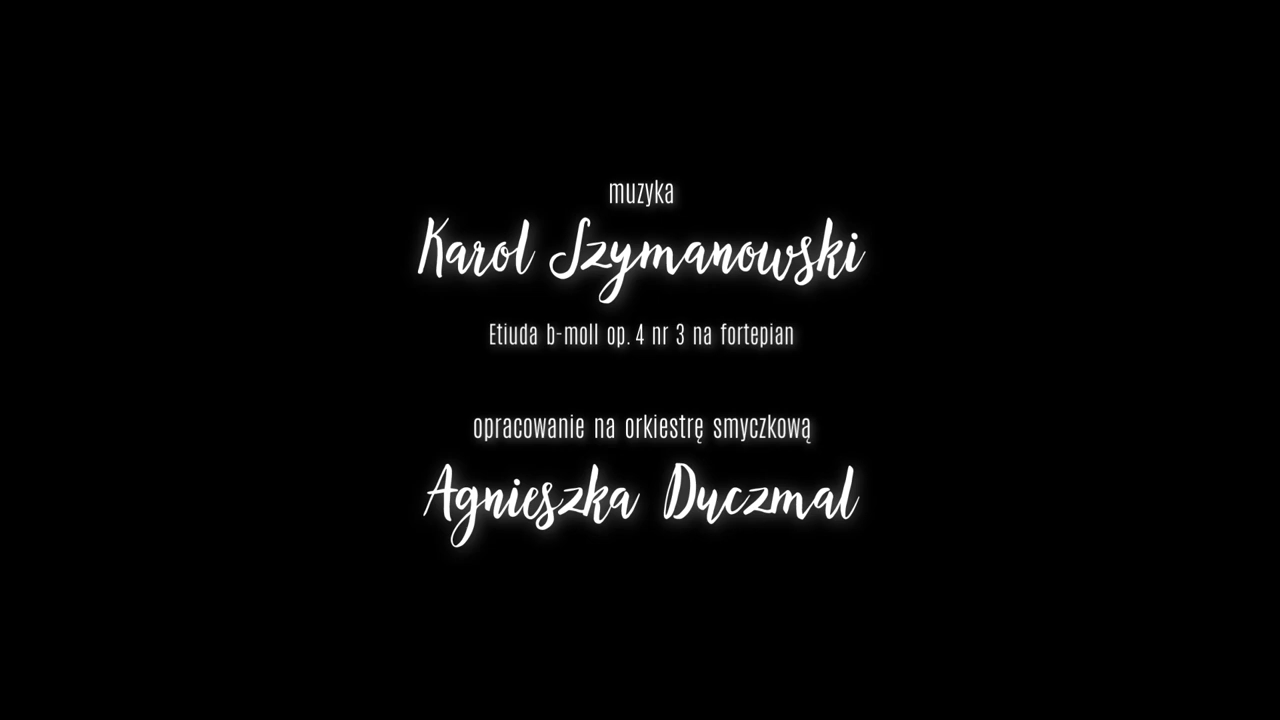 muzyka
Karol Szymanowski
Etiuda b-moll op. 4 nr 3 na fortepian
opracowanie na orkiestrę smyczkową
Agnieszka Duczmal